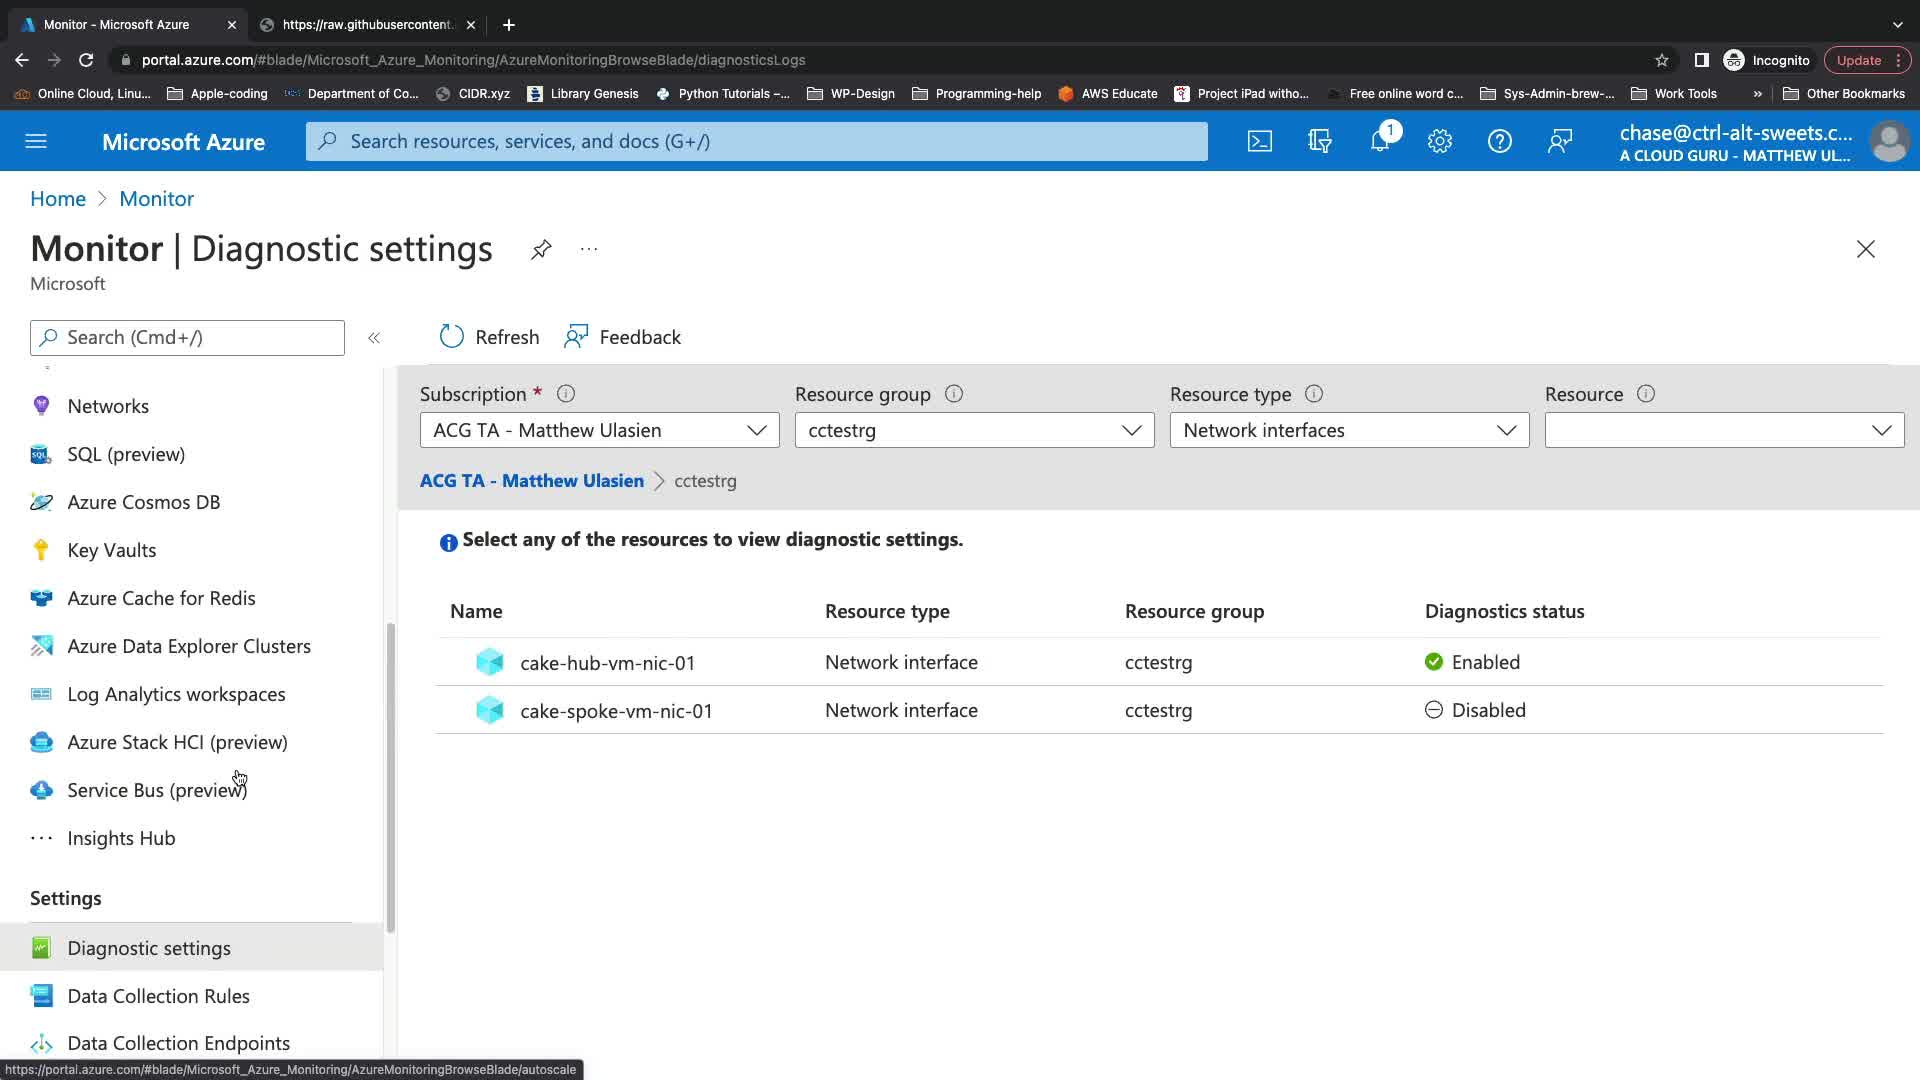 Monitor - Microsoft Azure
https://raw.githubusercontent.
portal.azure.com/#blade/Microsoft_Azure_Monitoring/AzureMonitoringBrowseBlade/diagnosticsLogs
Incognito
Update
Online Cloud, Linu...
Apple-coding
Department of Co...
CIDR.xyz
Library Genesis
Python Tutorials –...
WP-Design
Programming-help
AWS Educate
Project iPad witho...
Free online word c...
Sys-Admin-brew-...
Work Tools
»
Other Bookmarks
Microsoft Azure
Search resources, services, and docs (G+/)
1
chase@ctrl-alt-sweets.c...
A CLOUD GURU - MATTHEW UL...
Home > Monitor
Monitor | Diagnostic settings
...
Microsoft
Search (Cmd+/)
«
Refresh
Feedback
Networks
SQL (preview)
Azure Cosmos DB
Key Vaults
Azure Cache for Redis
Azure Data Explorer Clusters
Log Analytics workspaces
Azure Stack HCI (preview)
Service Bus (preview)
Insights Hub
Settings
Diagnostic settings
Data Collection Rules
Data Collection Endpoints
Subscription *
Resource group
Resource type
Resource
ACG TA - Matthew Ulasien
cctestrg
Network interfaces
ACG TA - Matthew Ulasien > cctestrg
Select any of the resources to view diagnostic settings.
Name Resource type Resource group Diagnostics status
cake-hub-vm-nic-01 Network interface cctestrg Enabled
cake-spoke-vm-nic-01 Network interface cctestrg Disabled
https://portal.azure.com/#blade/Microsoft_Azure_Monitoring/AzureMonitoringBrowseBlade/autoscale